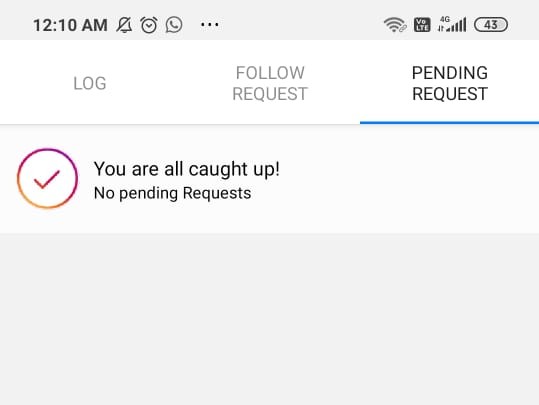 12:10 AM ... Vo LTE 4G 43
LOG
FOLLOW
REQUEST
PENDING
REQUEST
You are all caught up!
No pending Requests